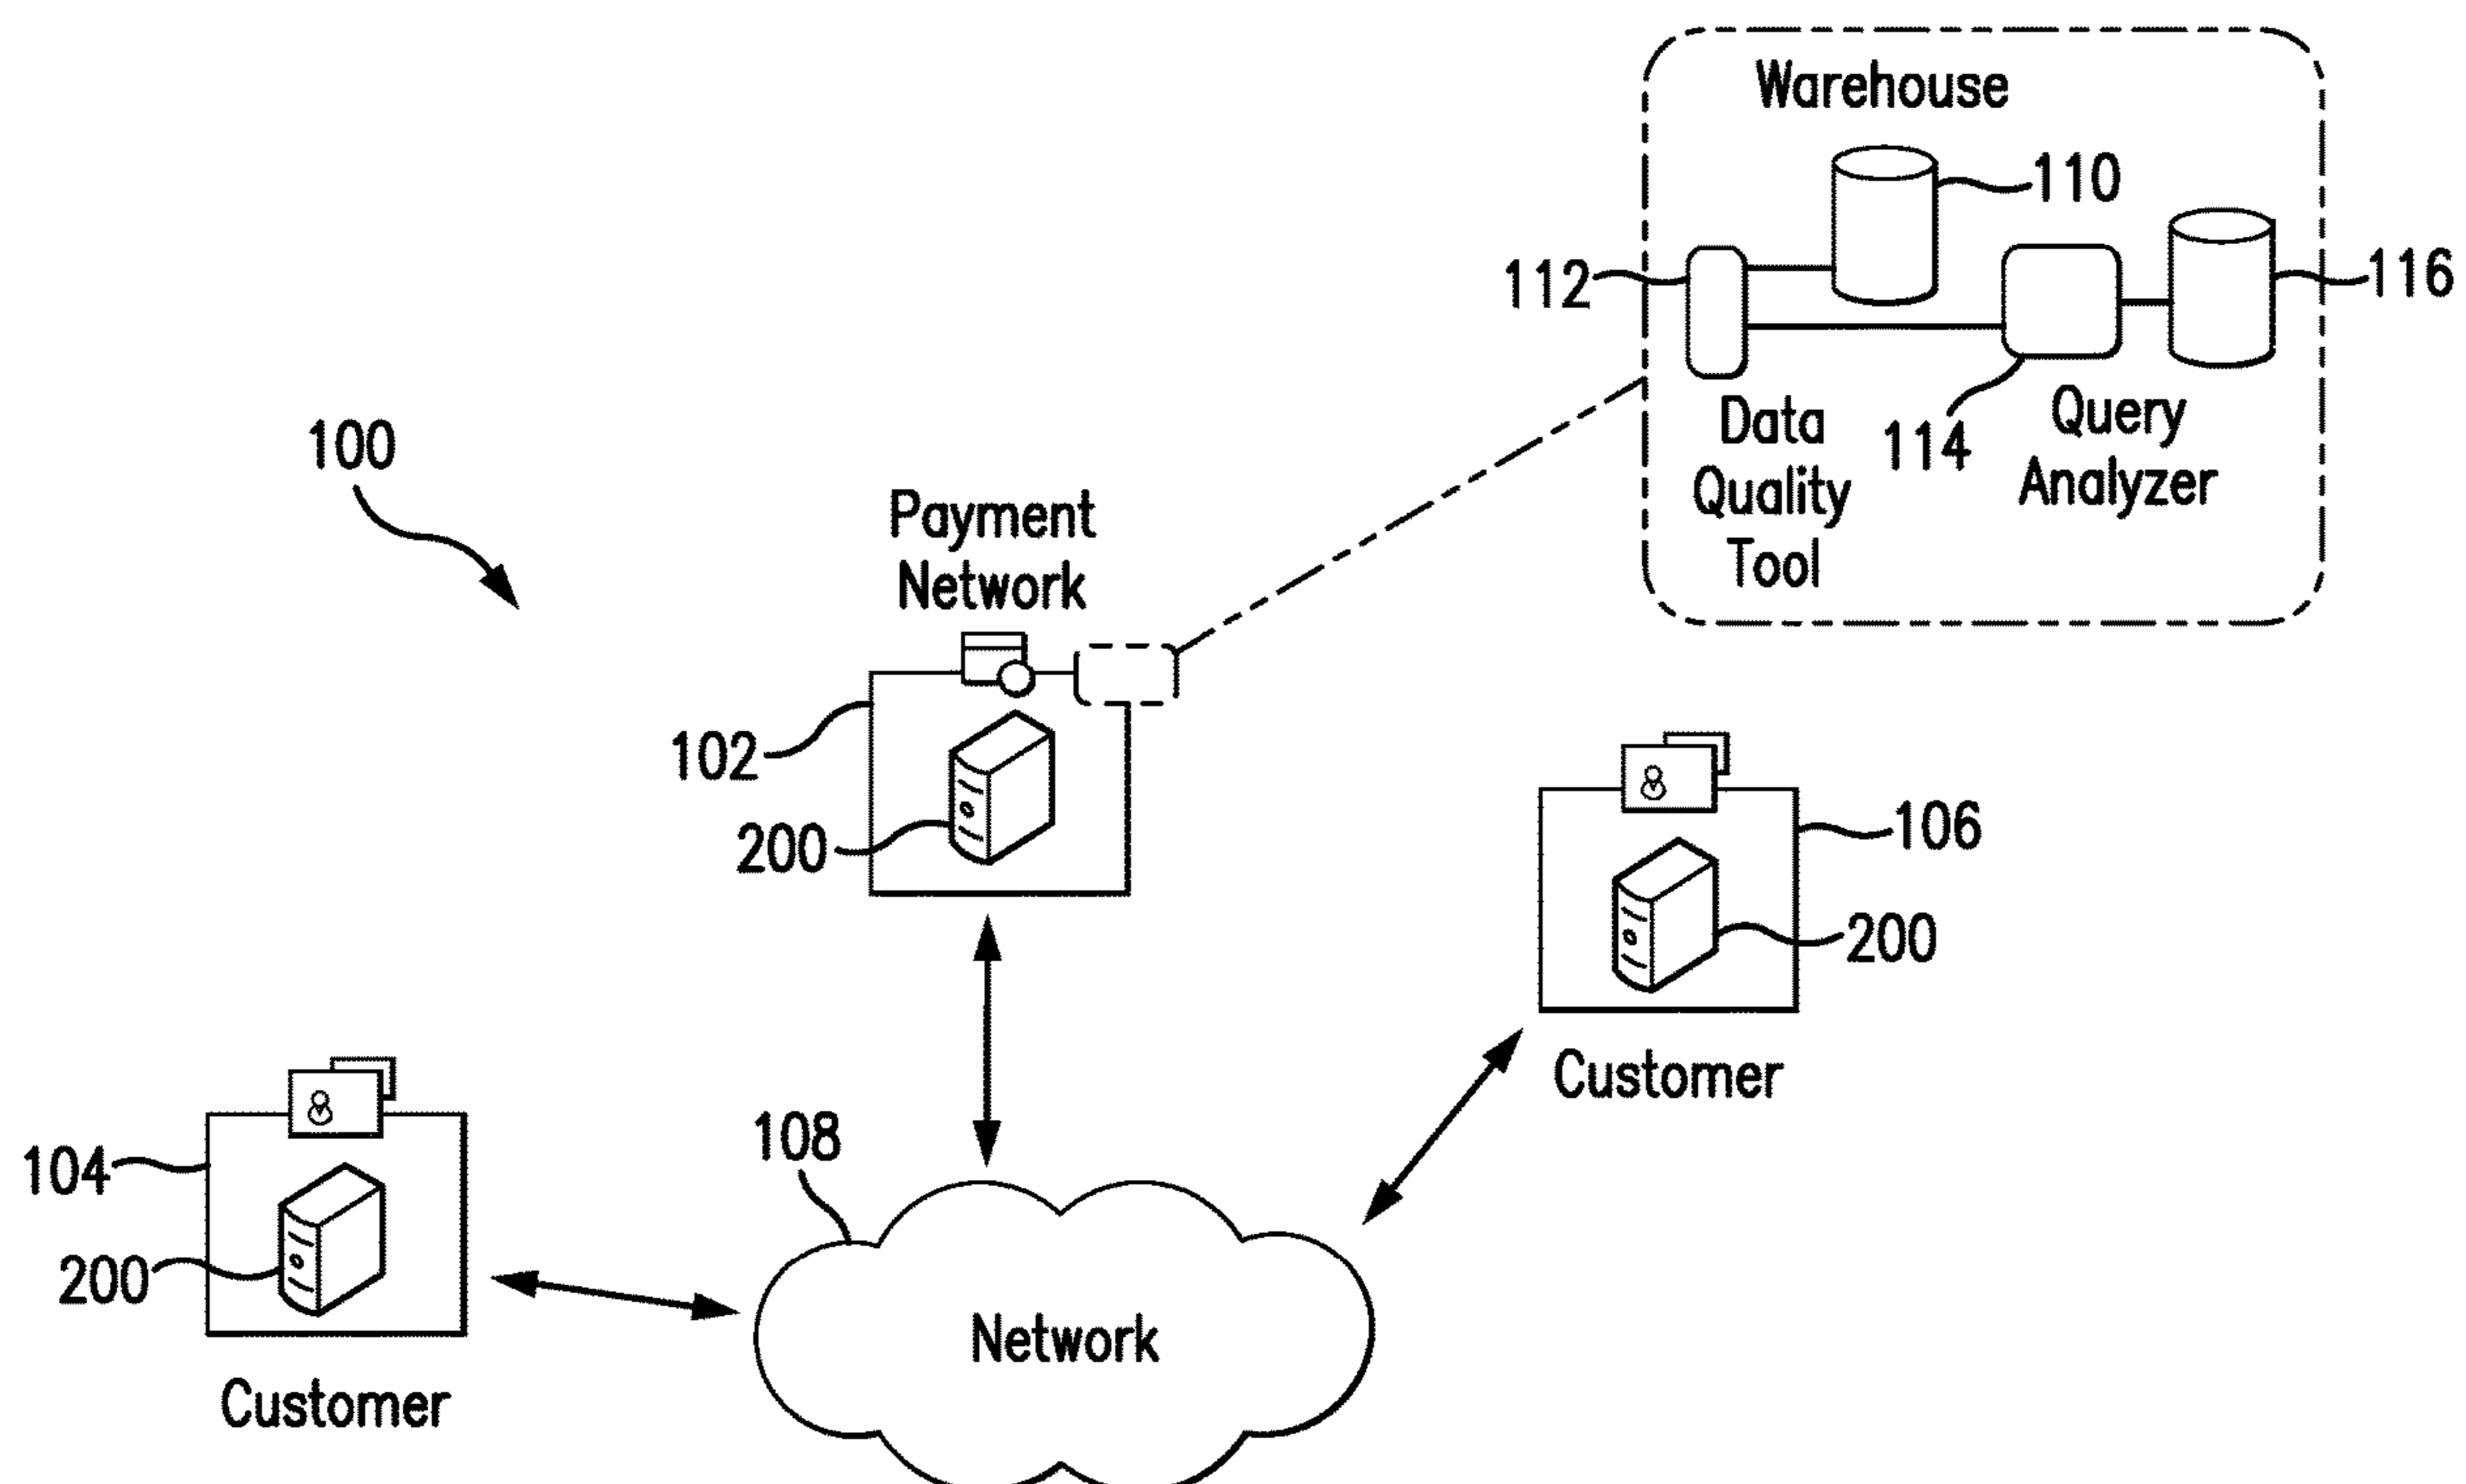 Warehouse
110
112
116
114
Data
Quality
Tool
Query
Analyzer
100
Payment
Network
102
200
106
200
Customer
108
104
200
Network
Customer